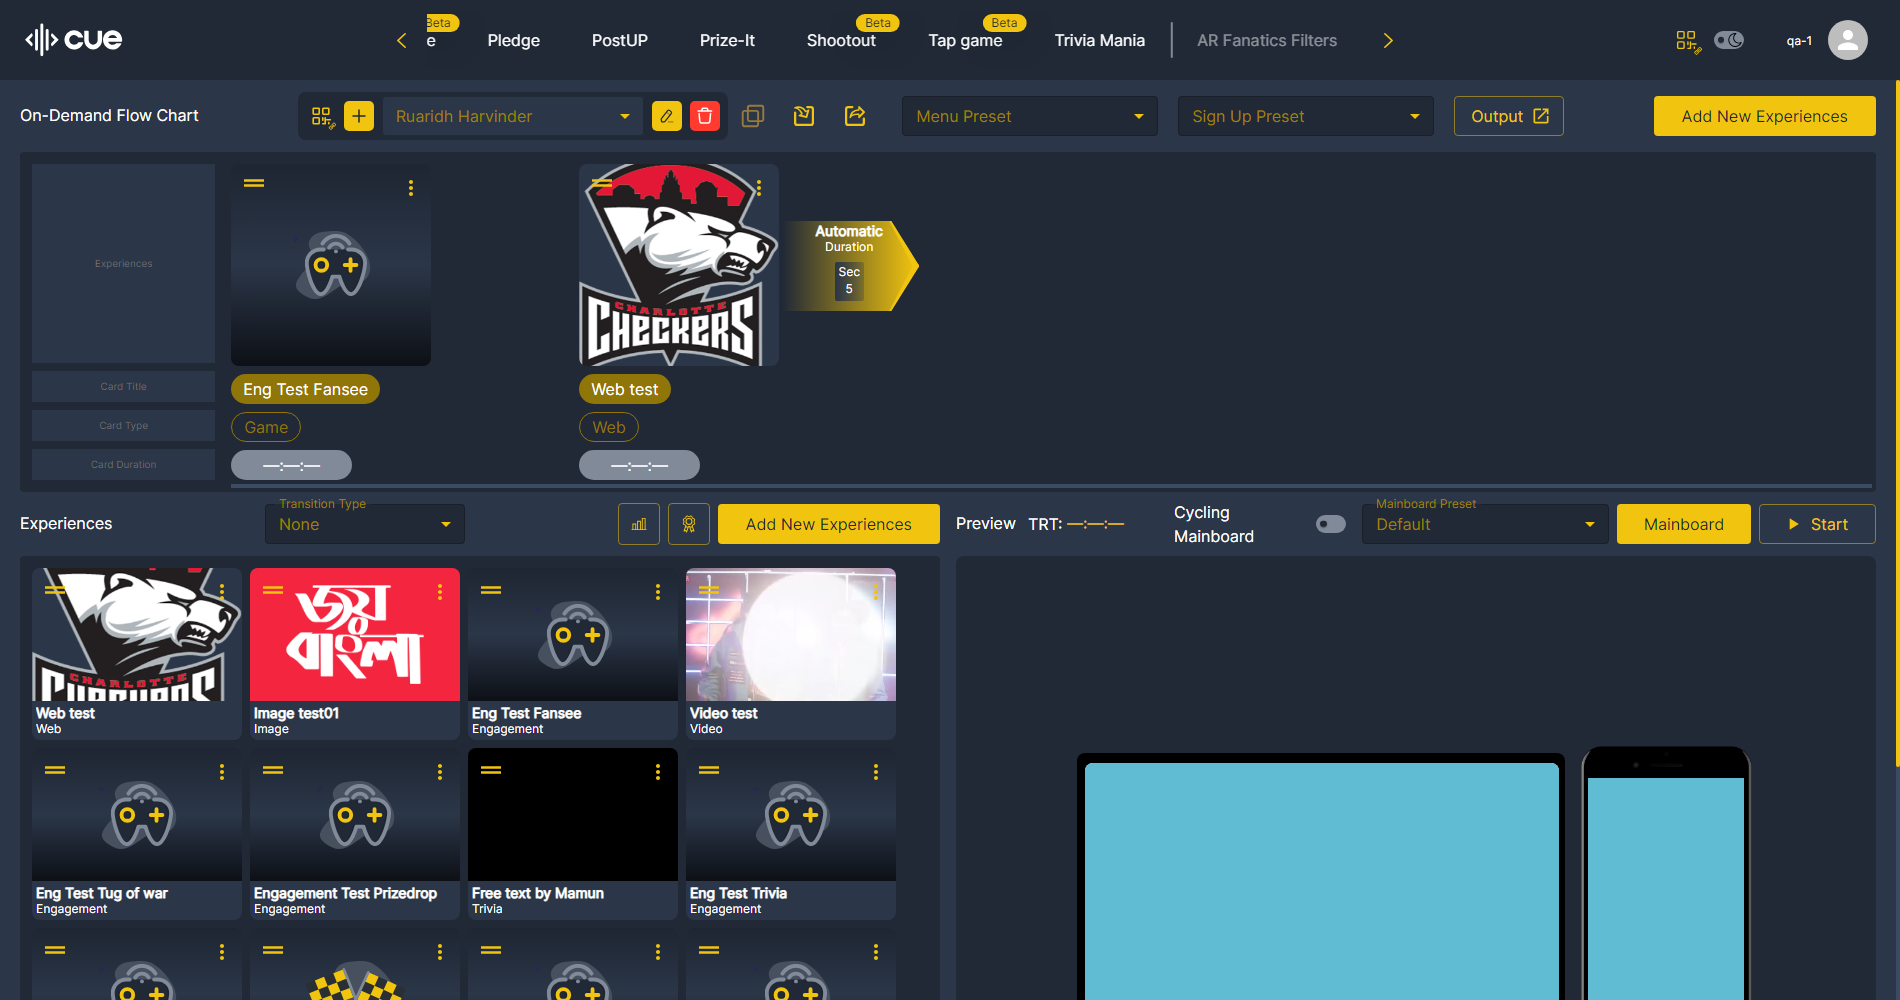 cue
Beta
e
Pledge
PostUP
Prize-It
Beta
Shootout
Beta
Tap game
Trivia Mania
AR Fanatics Filters
qa-1
On-Demand Flow Chart
Ruaridh Harvinder
Menu Preset
Sign Up Preset
Output
Add New Experiences
Experiences
CHARLOTTE
CHECKERS
Automatic
Duration
Sec
5
Card Title
Eng Test Fansee
Web test
Card Type
Game
Web
Card Duration
—:—:—
—:—:—
Experiences
Transition Type
None
Add New Experiences
Preview
TRT: —:—:—
Cycling
Mainboard
Mainboard Preset
Default
Mainboard
Start
CHARLOTTE
CHECKERS
Web test
Web
জয়
বাংলা
Image test01
Image
Eng Test Fansee
Engagement
Video test
Video
Eng Test Tug of war
Engagement
Engagement Test Prizedrop
Engagement
Free text by Mamun
Trivia
Eng Test Trivia
Engagement